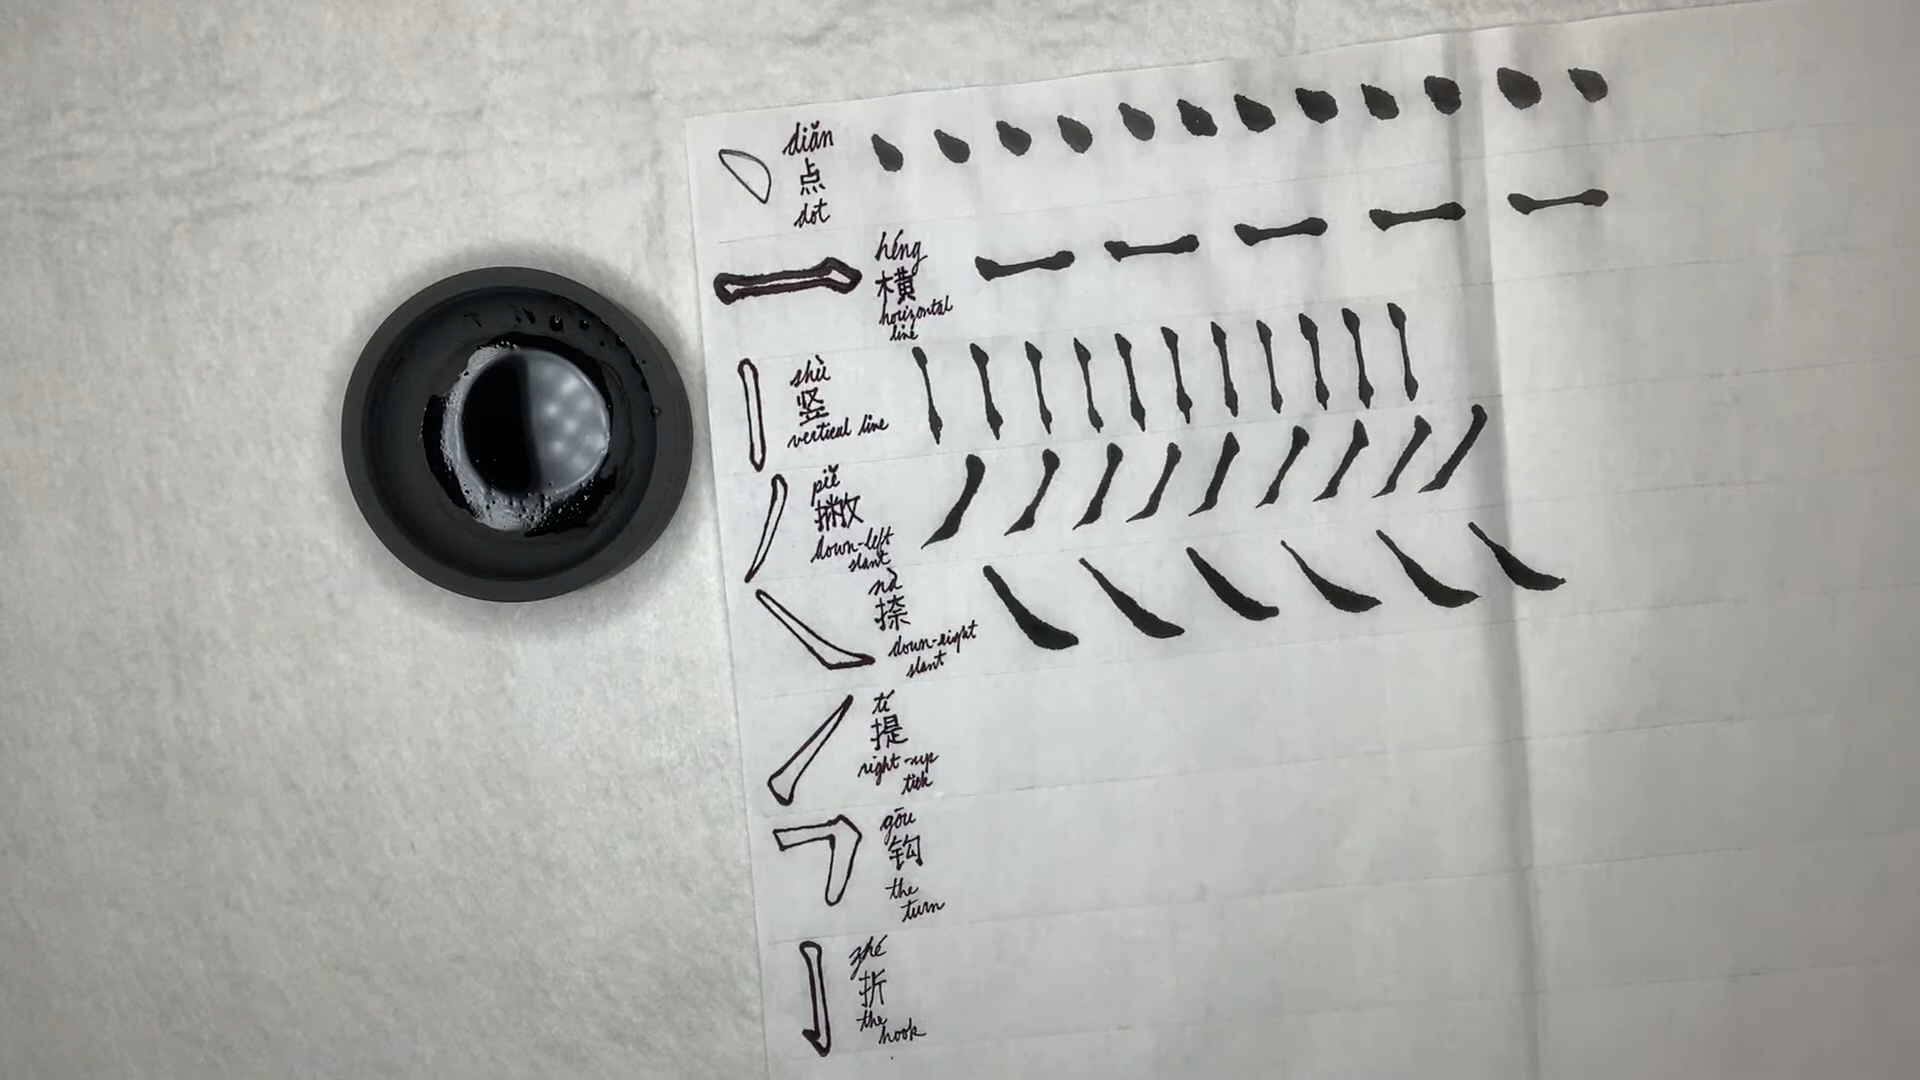 diǎn
点
dot
héng
横
horizontal
line
shù
竖
vertical line
piě
撇
down-left
slant
nà
捺
down-right
slant
tí
提
right-up
tick
gōu
钩
the
turn
zhé
折
the
hook